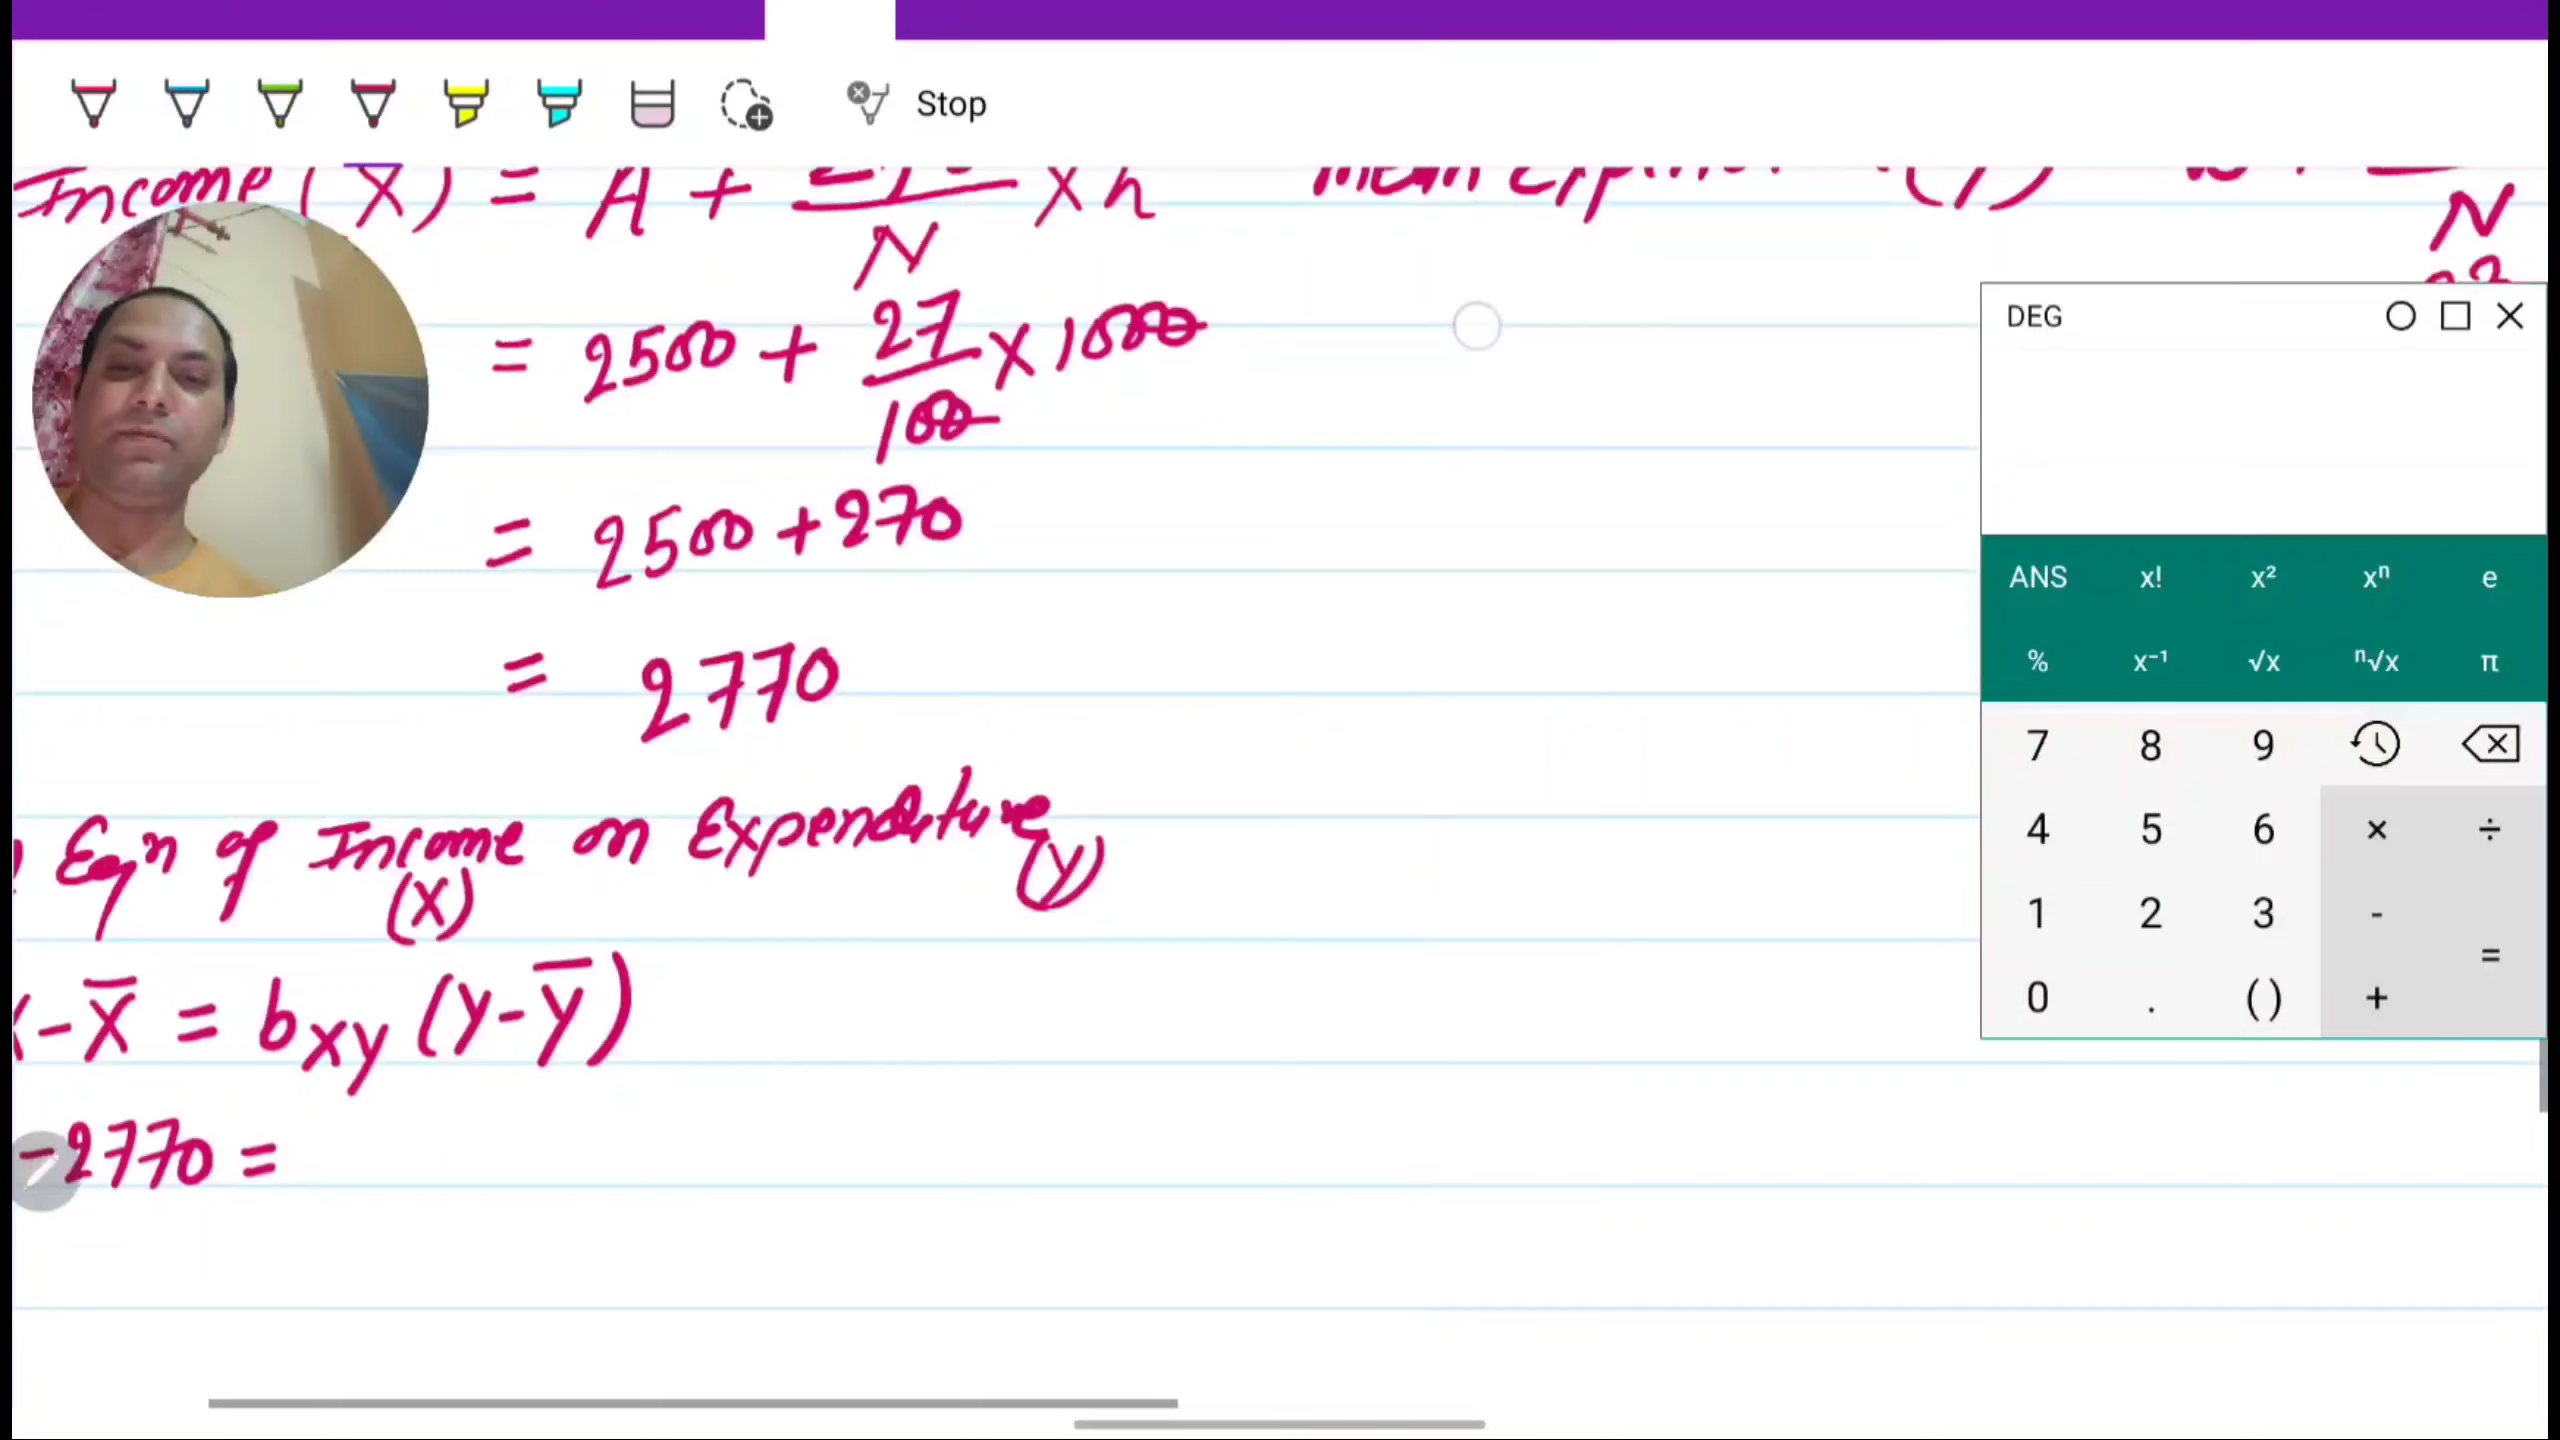 Stop
Income (X̅) = A + /N × h
N
= 2500 + 27/100 × 1000
= 2500 + 270
= 2770
Eqn of Income (X) on Expenditure (y)
-X̅ = bxy (y-y̅)
-2770 =
DEG
ANS x! x² xⁿ e
% x⁻¹ √x ⁿ√x π
7 8 9
4 5 6 × ÷
1 2 3 - =
0 . ( ) +